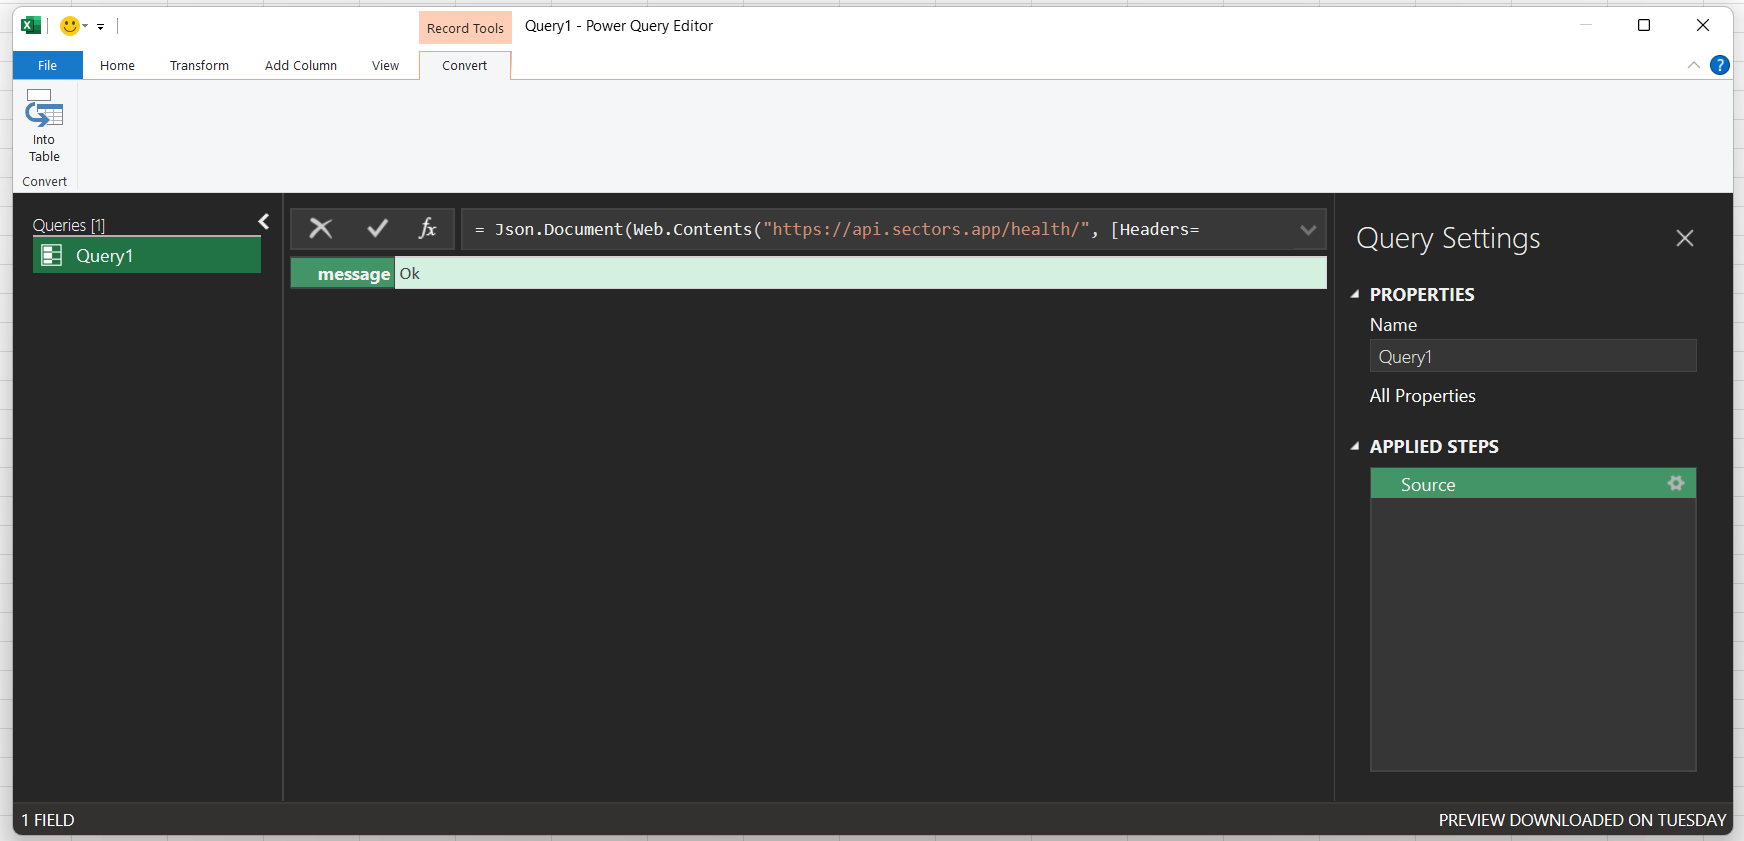 Record Tools
Query1 - Power Query Editor
File
Home
Transform
Add Column
View
Convert
?
Into
Table
Convert
Queries [1]
Query1
fx
= Json.Document(Web.Contents("https://api.sectors.app/health/", [Headers=
message
Ok
Query Settings
PROPERTIES
Name
Query1
All Properties
APPLIED STEPS
Source
1 FIELD
PREVIEW DOWNLOADED ON TUESDAY